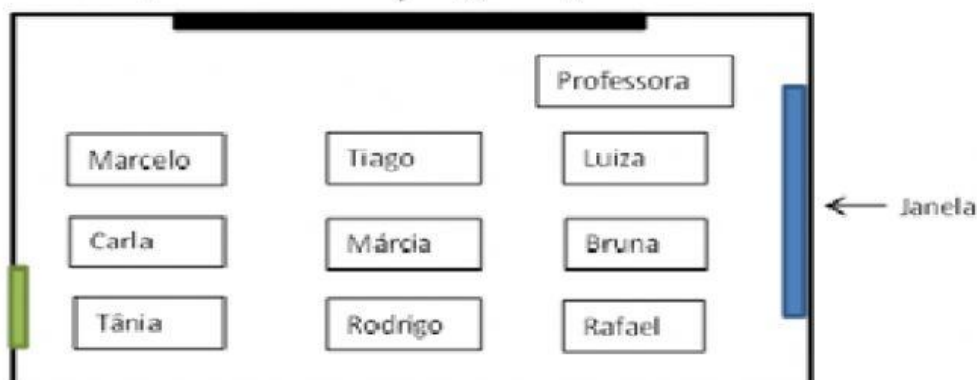 Professora
Marcelo Tiago Luiza
Janela
Carla Márcia Bruna
Tânia Rodrigo Rafael